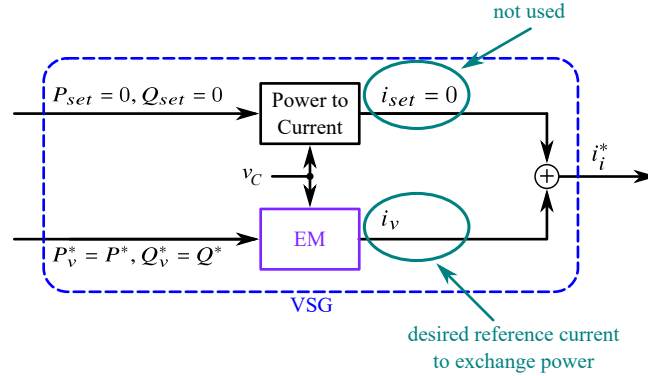 not used
P_set = 0, Q_set = 0
Power to
Current
i_set = 0
v_C
i_i^*
+
P_v^* = P^*, Q_v^* = Q^*
EM
i_v
VSG
desired reference current
to exchange power